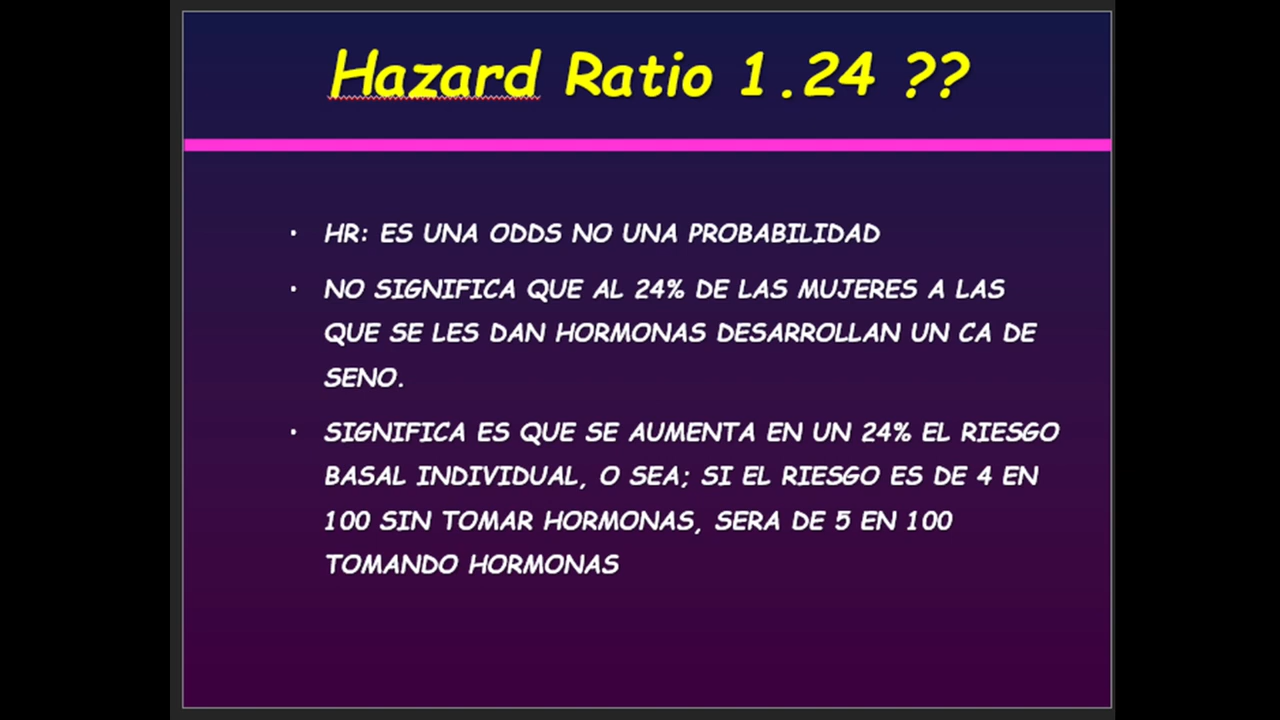 Hazard Ratio 1.24 ??
• HR: ES UNA ODDS NO UNA PROBABILIDAD
• NO SIGNIFICA QUE AL 24% DE LAS MUJERES A LAS
QUE SE LES DAN HORMONAS DESARROLLAN UN CA DE
SENO.
• SIGNIFICA ES QUE SE AUMENTA EN UN 24% EL RIESGO
BASAL INDIVIDUAL, O SEA; SI EL RIESGO ES DE 4 EN
100 SIN TOMAR HORMONAS, SERA DE 5 EN 100
TOMANDO HORMONAS